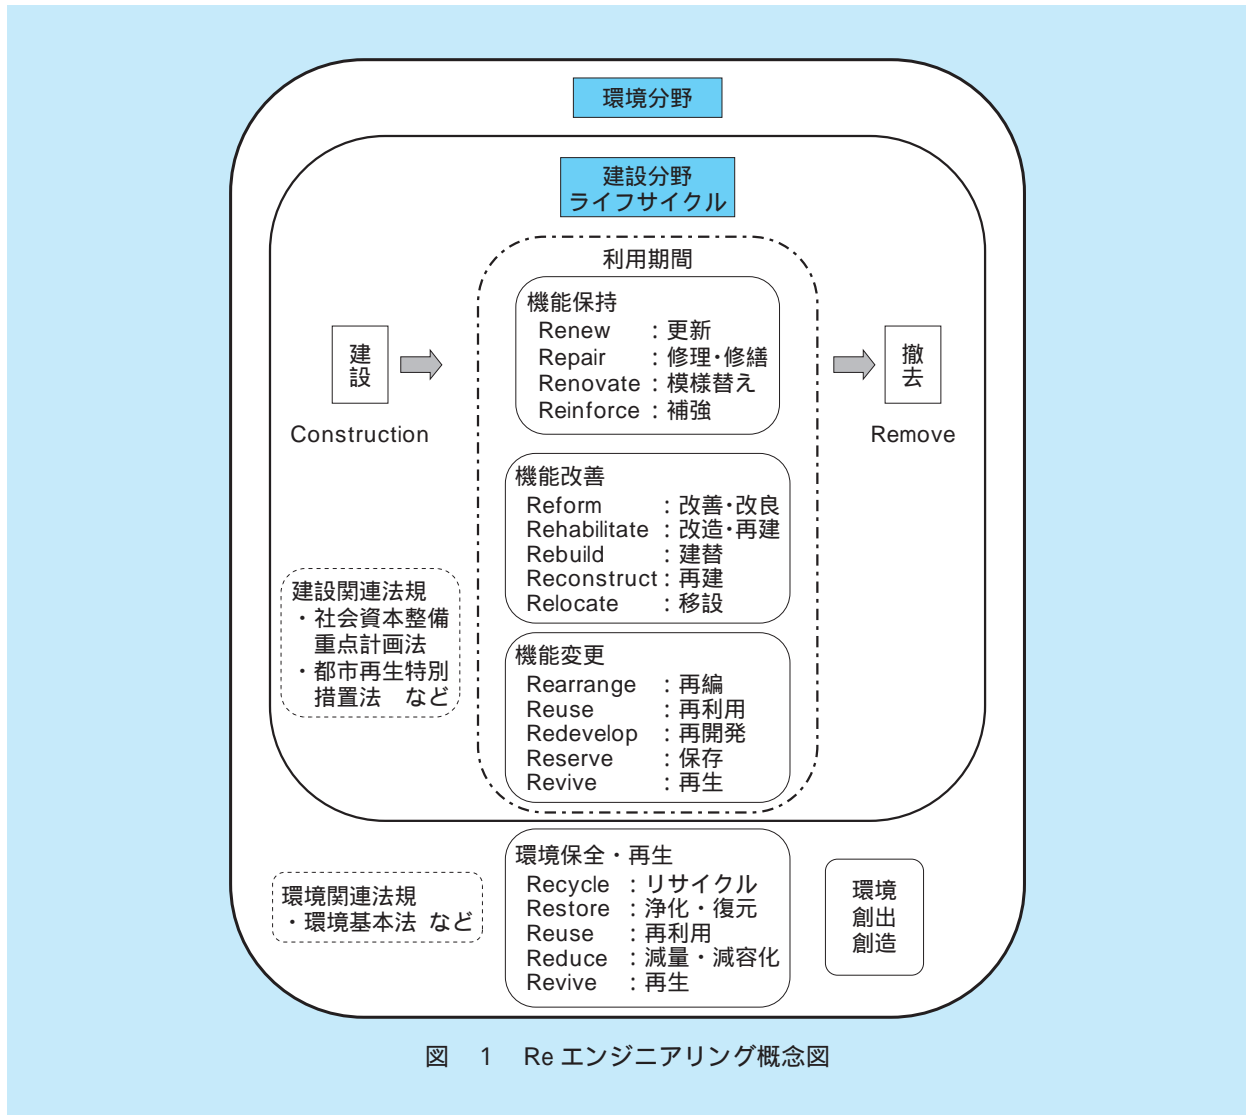 環境分野
建設分野
ライフサイクル
利用期間
機能保持
Renew :更新
Repair :修理・修繕
Renovate :模様替え
Reinforce :補強
建設
Construction
撤去
Remove
機能改善
Reform :改善・改良
Rehabilitate :改造・再建
Rebuild :建替
Reconstruct :再建
Relocate :移設
建設関連法規
・社会資本整備
重点計画法
・都市再生特別
措置法 など
機能変更
Rearrange :再編
Reuse :再利用
Redevelop :再開発
Reserve :保存
Revive :再生
環境保全・再生
Recycle :リサイクル
Restore :浄化・復元
Reuse :再利用
Reduce :減量・減容化
Revive :再生
環境関連法規
・環境基本法 など
環境
創出
創造
図 1 Re エンジニアリング概念図